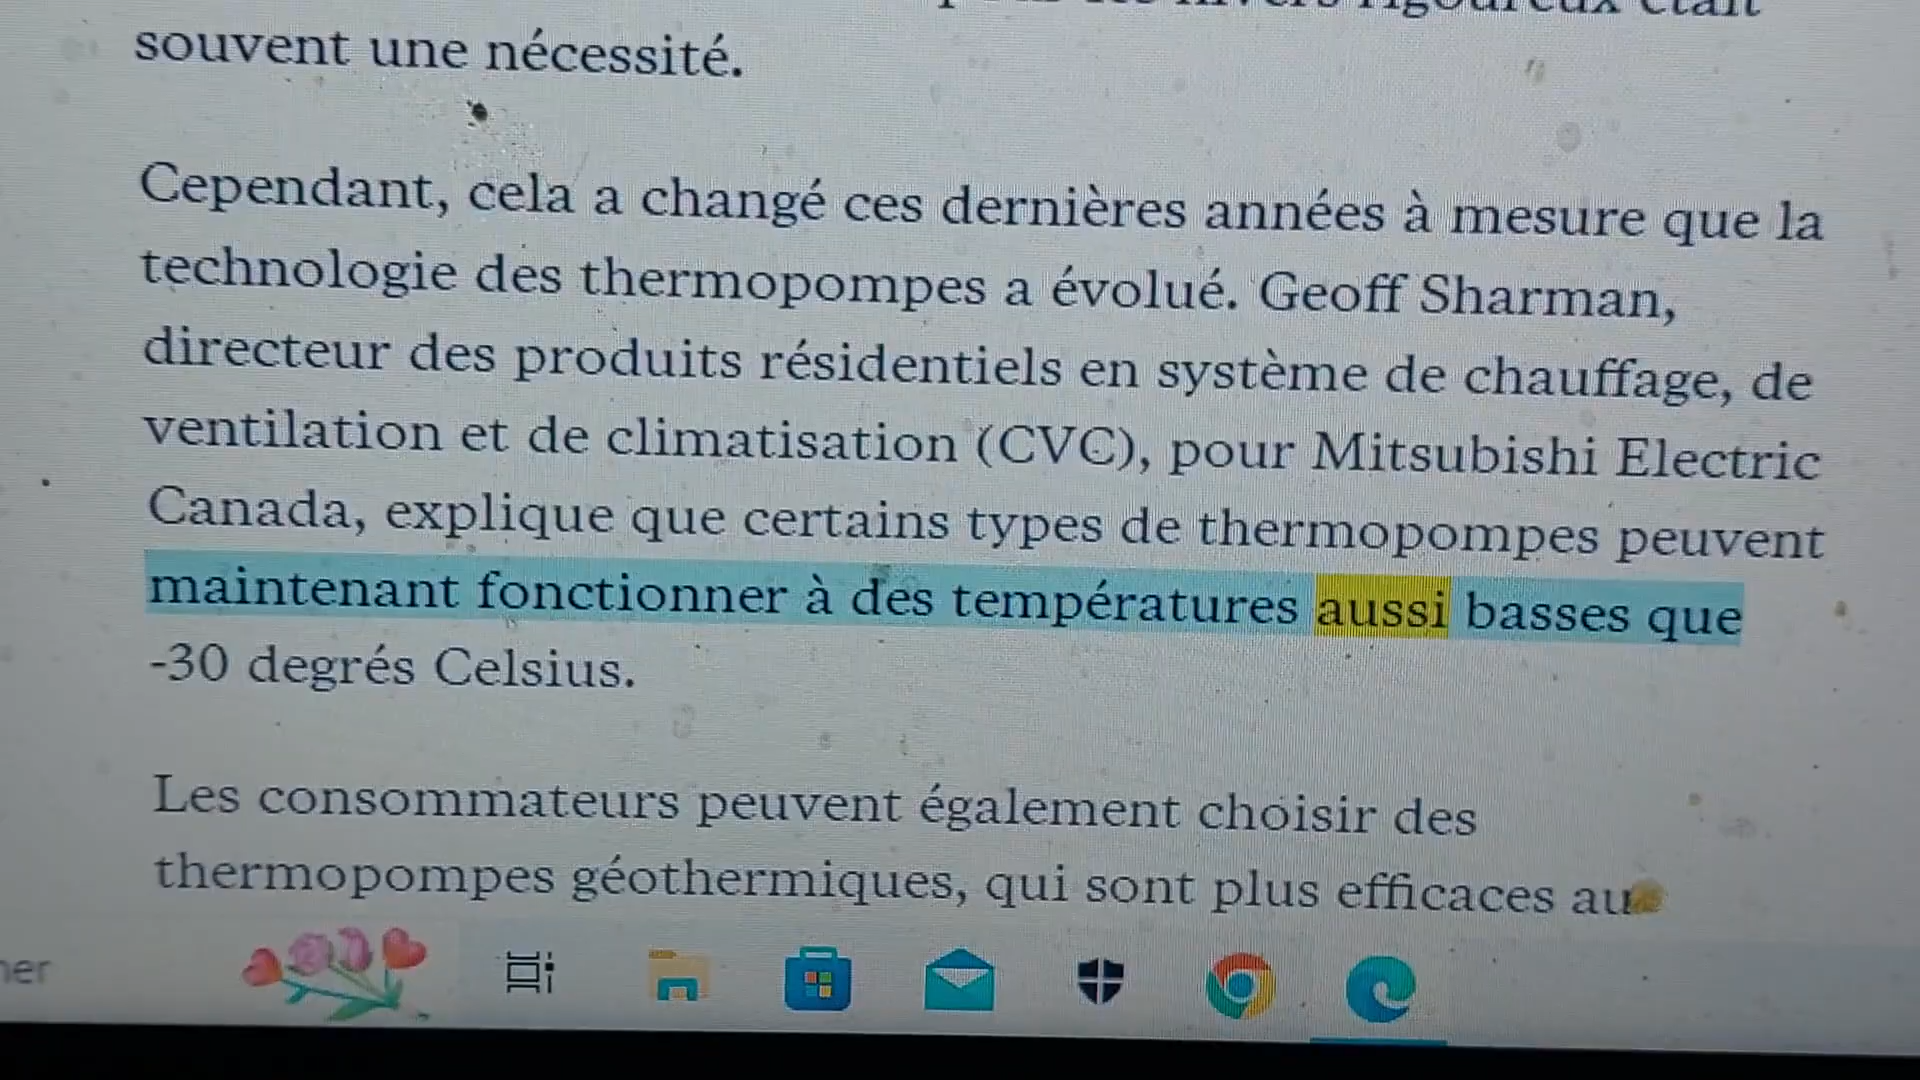 rigoureux était
souvent une nécessité.
Cependant, cela a changé ces dernières années à mesure que la
technologie des thermopompes a évolué. Geoff Sharman,
directeur des produits résidentiels en système de chauffage, de
ventilation et de climatisation (CVC), pour Mitsubishi Electric
Canada, explique que certains types de thermopompes peuvent
maintenant fonctionner à des températures aussi basses que
-30 degrés Celsius.
Les consommateurs peuvent également choisir des
thermopompes géothermiques, qui sont plus efficaces au
her